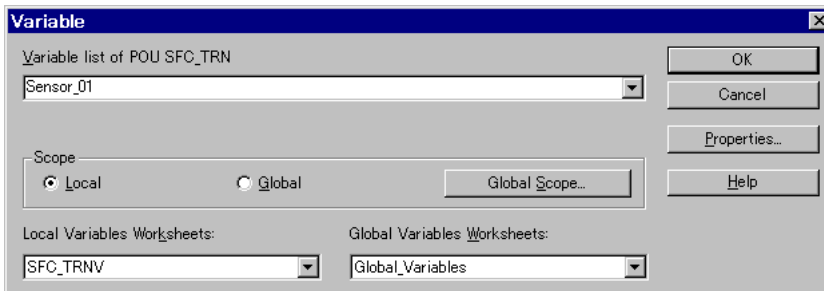 Variable
Variable list of POU SFC_TRN
Sensor_01
OK
Cancel
Properties...
Help
Scope
Local
Global
Global Scope...
Local Variables Worksheets:
Global Variables Worksheets:
SFC_TRNV
Global_Variables